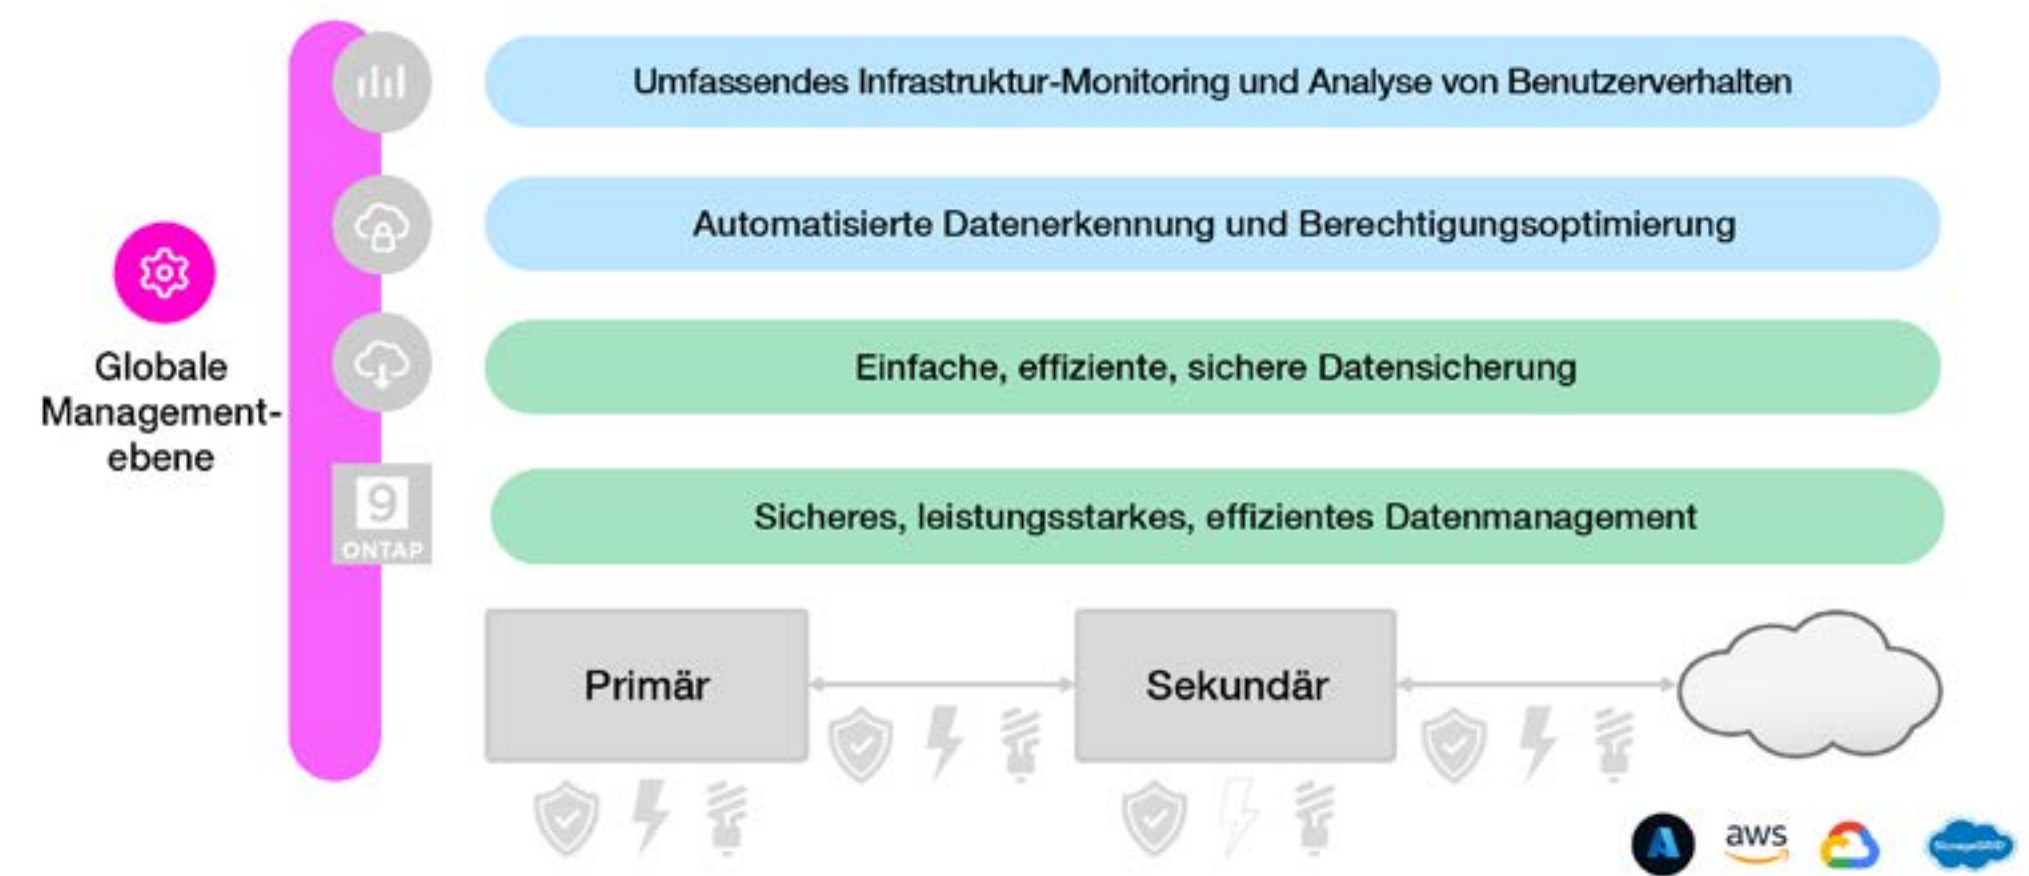 Umfassendes Infrastruktur-Monitoring und Analyse von Benutzerverhalten
Automatisierte Datenerkennung und Berechtigungsoptimierung
Globale
Management-
ebene
Einfache, effiziente, sichere Datensicherung
9
ONTAP
Sicheres, leistungsstarkes, effizientes Datenmanagement
Primär
Sekundär
aws
StorageGRID